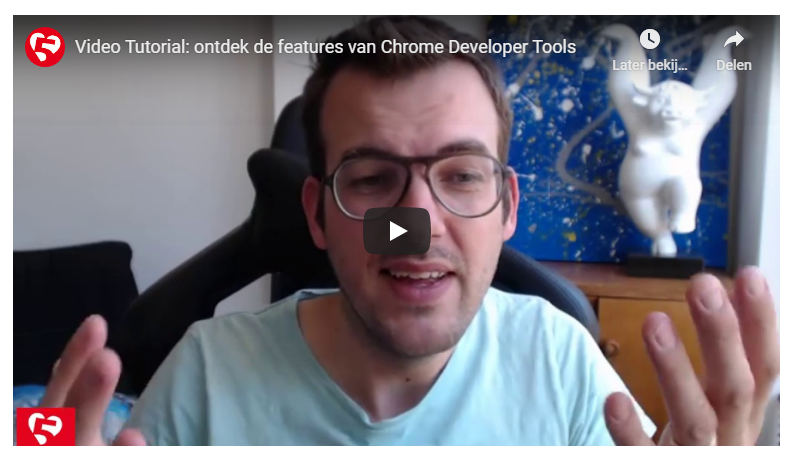 Video Tutorial: ontdek de features van Chrome Developer Tools
Later bekij...
Delen